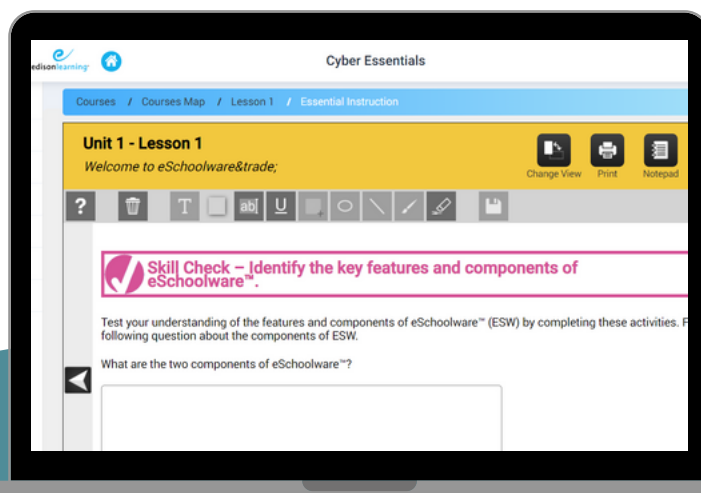 edisonlearning
Cyber Essentials
Courses / Courses Map / Lesson 1 / Essential Instruction
Unit 1 - Lesson 1
Welcome to eSchoolware&trade;
Change View
Print
Notepad
?
T
ab
U
Skill Check – Identify the key features and components of
eSchoolware™.
Test your understanding of the features and components of eSchoolware™ (ESW) by completing these activities.
following question about the components of ESW.
What are the two components of eSchoolware™?